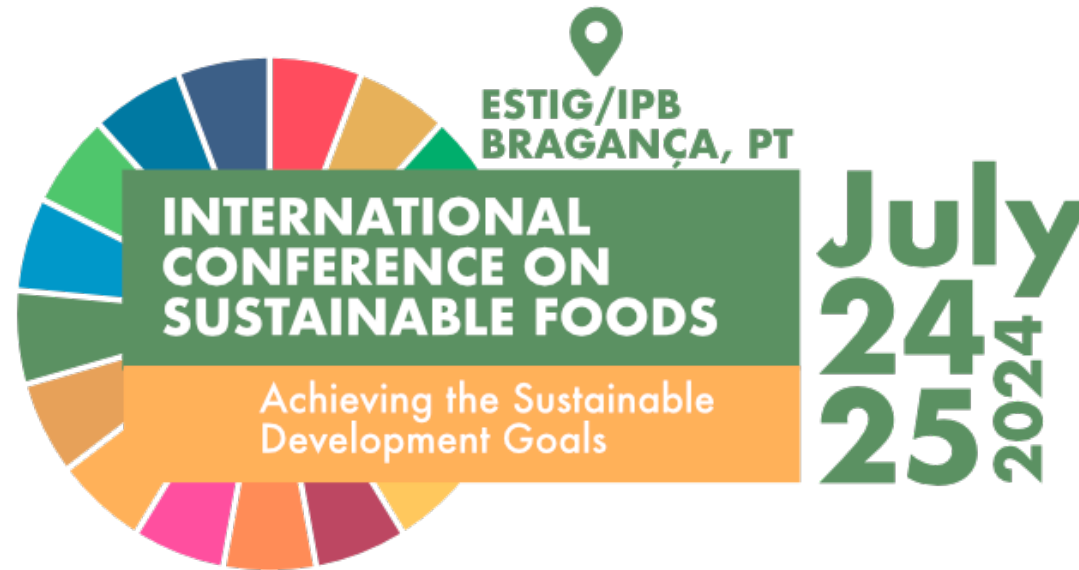 ESTIG/IPB
BRAGANÇA, PT
INTERNATIONAL
CONFERENCE ON
SUSTAINABLE FOODS
Achieving the Sustainable
Development Goals
July
24
25
2024